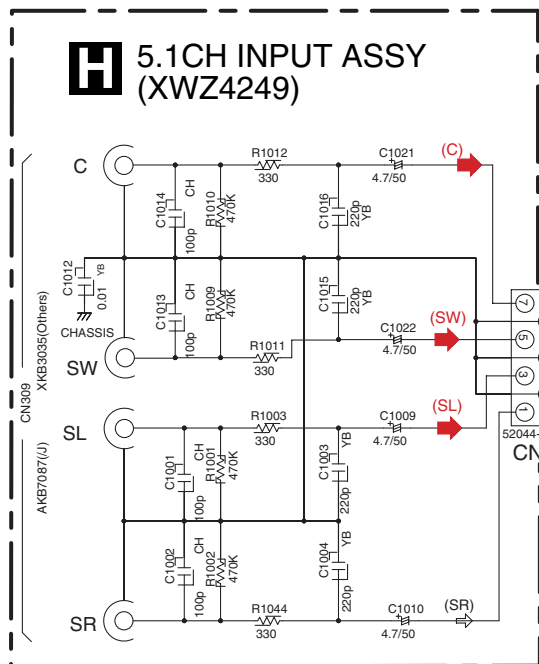 H
5.1CH INPUT ASSY
(XWZ4249)
C
R1012
330
C1021
4.7/50
(C)
C1014
CH
100p
R1010
470K
C1016
220p
YB
C1012
YB
0.01
CHASSIS
C1013
100p
R1009
470K
C1015
220p
YB
SW
R1011
330
C1022
4.7/50
(SW)
7
5
3
1
52044-
CN
CN309
XKB3035(Others)
AKB7087(/J)
SL
R1003
330
C1009
4.7/50
(SL)
C1001
CH
100p
R1001
470K
C1003
YB
220p
C1002
CH
100p
R1002
470K
C1004
YB
220p
SR
R1044
330
C1010
4.7/50
(SR)